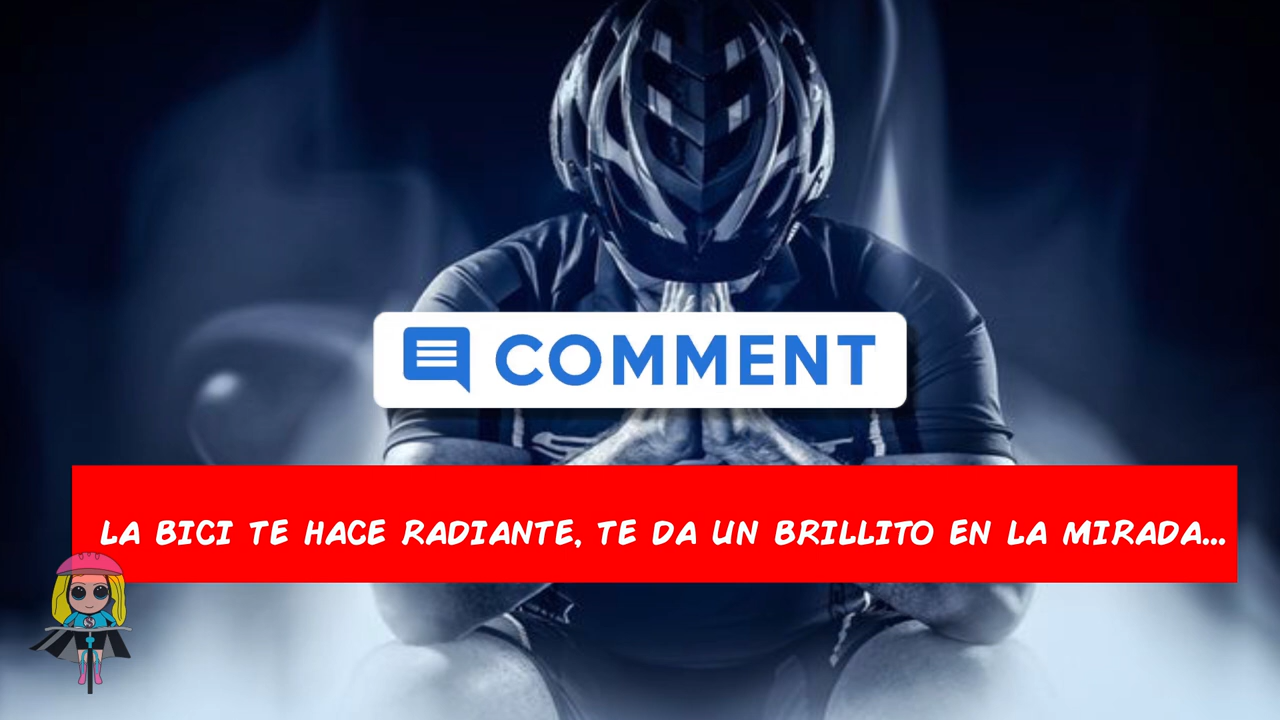 COMMENT
LA BICI TE HACE RADIANTE, TE DA UN BRILLITO EN LA MIRADA...